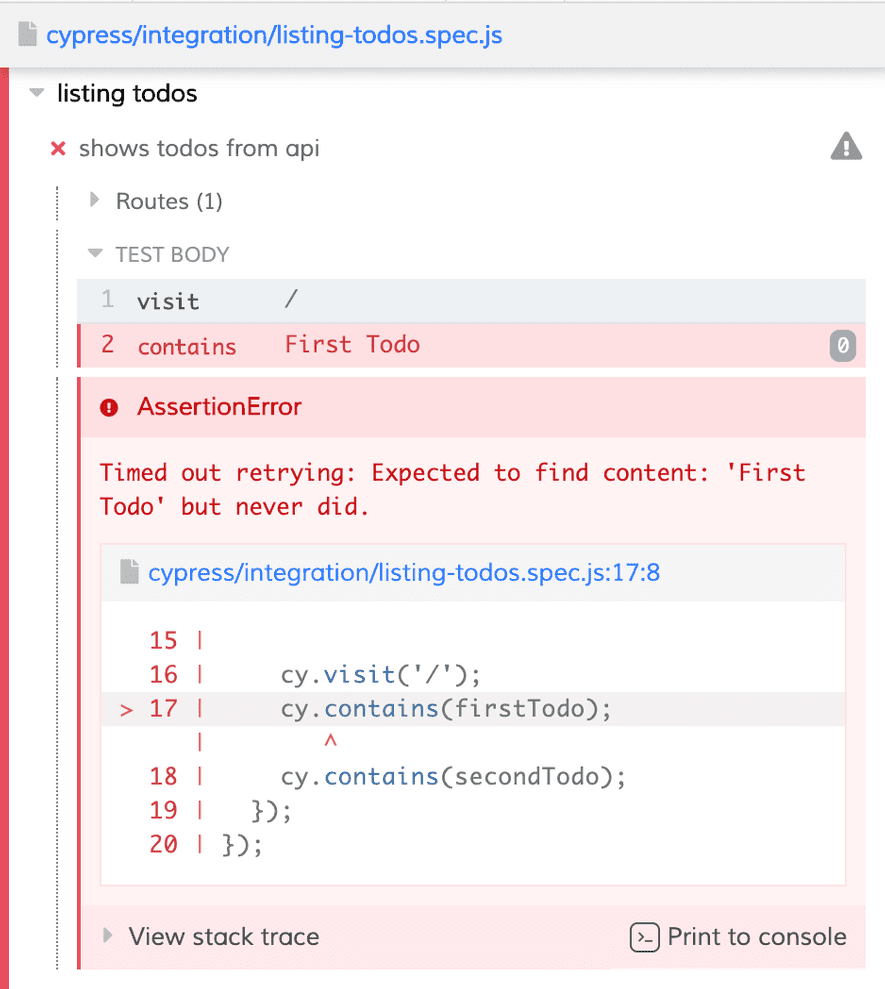 cypress/integration/listing-todos.spec.js
listing todos
shows todos from api
Routes (1)
TEST BODY
1 visit /
2 contains First Todo 0
AssertionError
Timed out retrying: Expected to find content: 'First
Todo' but never did.
cypress/integration/listing-todos.spec.js:17:8
15 |
16 | cy.visit('/');
> 17 | cy.contains(firstTodo);
| ^
18 | cy.contains(secondTodo);
19 | });
20 | });
View stack trace
Print to console